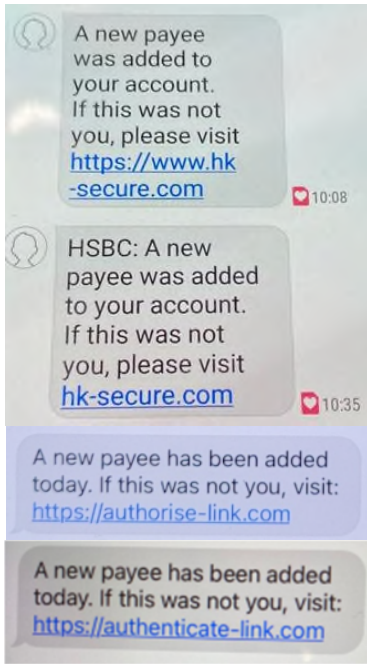 A new payee
was added to
your account.
If this was not
you, please visit
https://www.hk
-secure.com
10:08
HSBC: A new
payee was added
to your account.
If this was not
you, please visit
hk-secure.com
10:35
A new payee has been added
today. If this was not you, visit:
https://authorise-link.com
A new payee has been added
today. If this was not you, visit:
https://authenticate-link.com